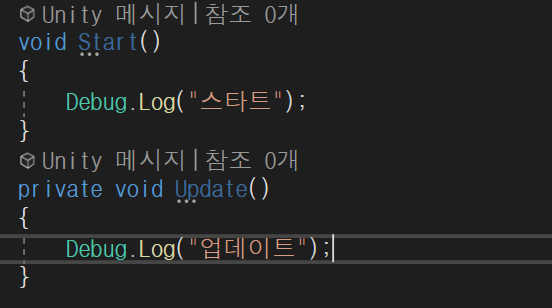 Unity 메시지|참조 0개
void Start()
{
Debug.Log("스타트");
}
Unity 메시지|참조 0개
private void Update()
{
Debug.Log("업데이트");
}